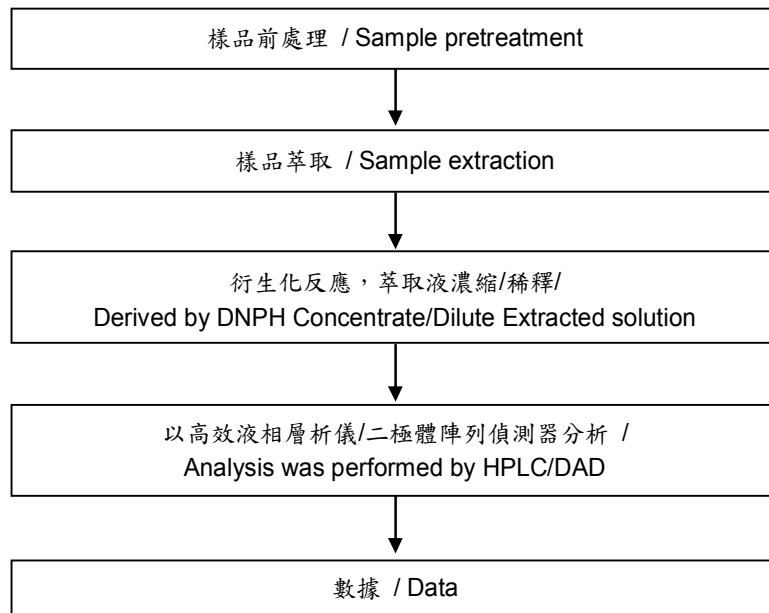 樣品前處理 / Sample pretreatment
樣品萃取 / Sample extraction
衍生化反應，萃取液濃縮/稀釋/
Derived by DNPH Concentrate/Dilute Extracted solution
以高效液相層析儀/二極體陣列偵測器分析 /
Analysis was performed by HPLC/DAD
數據 / Data